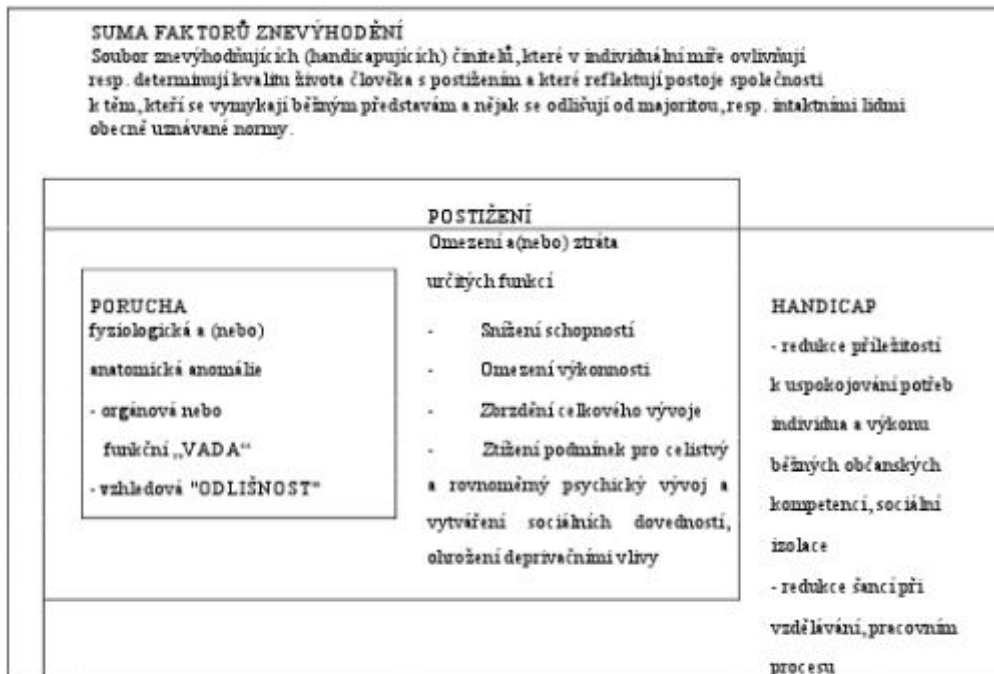 SUMA FAKTORŮ ZNEVÝHODĚNÍ
Soubor znevýhodňujících (handicapujících) činitelů, které v individuální míře ovlivňují
resp. determinují kvalitu života člověka s postižením a které reflektují postoje společnosti
k těm, kteří se vymykají běžným představám a nějak se odlišují od majoritou, resp. intaktními lidmi
obecně uznávané normy.
PORUCHA
fyziologická a (nebo)
anatomická anomálie
- orgánová nebo
funkční „VADA“
- vzhledová "ODLIŠNOST"
POSTIŽENÍ
Omezení a(nebo) ztráta
určitých funkcí
- Snížení schopností
- Omezení výkonnosti
- Zbrzdění celkového vývoje
- Ztížení podmínek pro celistvý
a rovnoměrný psychický vývoj a
vytváření sociálních dovedností,
ohrožení deprivačními vlivy
HANDICAP
- redukce příležitostí
k uspokojování potřeb
individua a výkonu
běžných občanských
kompetencí, sociální
izolace
- redukce šancí při
vzdělávání, pracovním
procesu